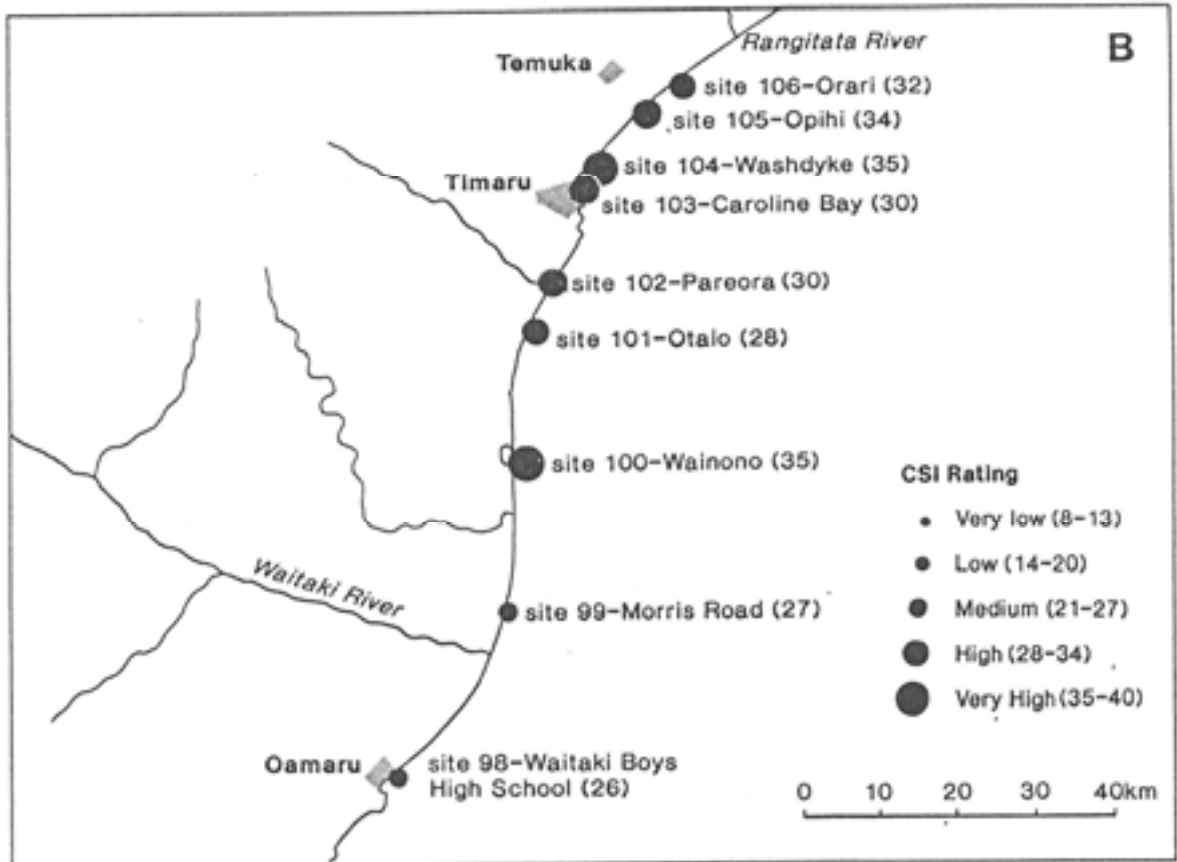 B
Rangitata River
Temuka
site 106-Orari (32)
site 105-Opihi (34)
site 104-Washdyke (35)
Timaru
site 103-Caroline Bay (30)
site 102-Pareora (30)
site 101-Otaio (28)
site 100-Wainono (35)
CSI Rating
Very low (8-13)
Low (14-20)
Waitaki River
Medium (21-27)
site 99-Morris Road (27)
High (28-34)
Very High (35-40)
Oamaru
site 98-Waitaki Boys
High School (26)
0 10 20 30 40km